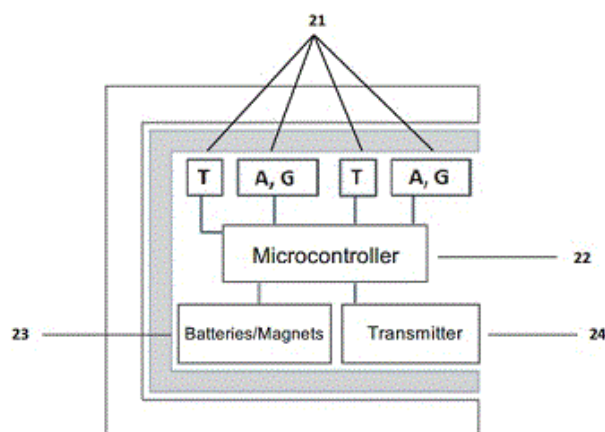 21
T A, G T A, G
Microcontroller
22
23
Batteries/Magnets
Transmitter
24